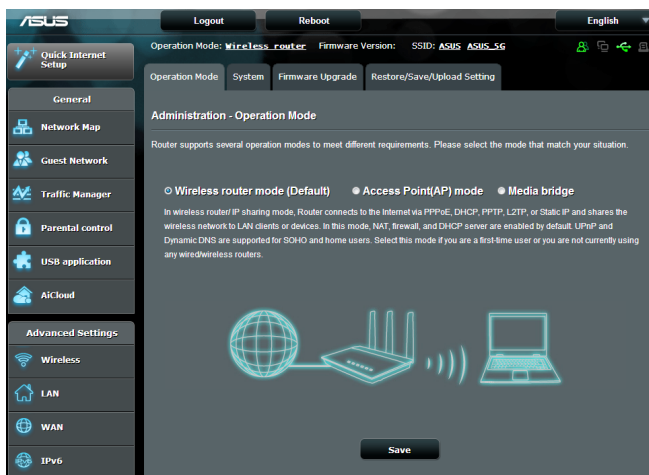 ASUS
Logout
Reboot
English
Quick Internet
Setup
Operation Mode: Wireless router Firmware Version: SSID: ASUS ASUS_5G
Operation Mode
System
Firmware Upgrade
Restore/Save/Upload Setting
General
Network Map
Guest Network
Traffic Manager
Parental control
USB application
AiCloud
Advanced Settings
Wireless
LAN
WAN
IPv6
Administration - Operation Mode
Router supports several operation modes to meet different requirements. Please select the mode that match your situation.
Wireless router mode (Default)
Access Point(AP) mode
Media bridge
In wireless router/ IP sharing mode, Router connects to the Internet via PPPoE, DHCP, PPTP, L2TP, or Static IP and shares the
wireless network to LAN clients or devices. In this mode, NAT, firewall, and DHCP server are enabled by default. UPnP and
Dynamic DNS are supported for SOHO and home users. Select this mode if you are a first-time user or you are not currently using
any wired/wireless routers.
Save